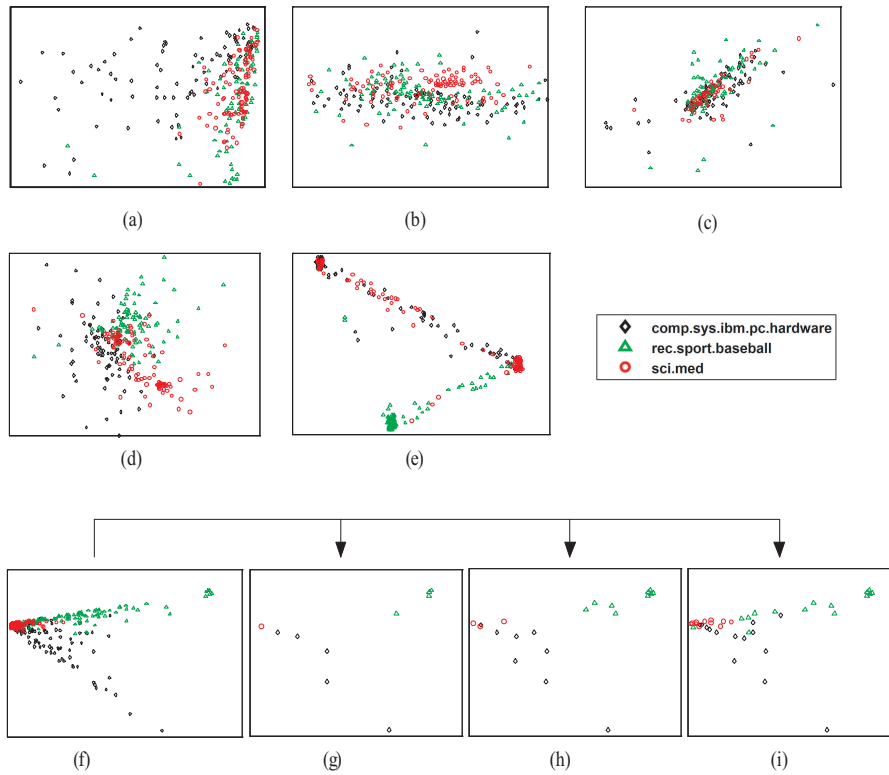 (a)
(b)
(c)
(d)
(e)
comp.sys.ibm.pc.hardware
rec.sport.baseball
sci.med
(f)
(g)
(h)
(i)